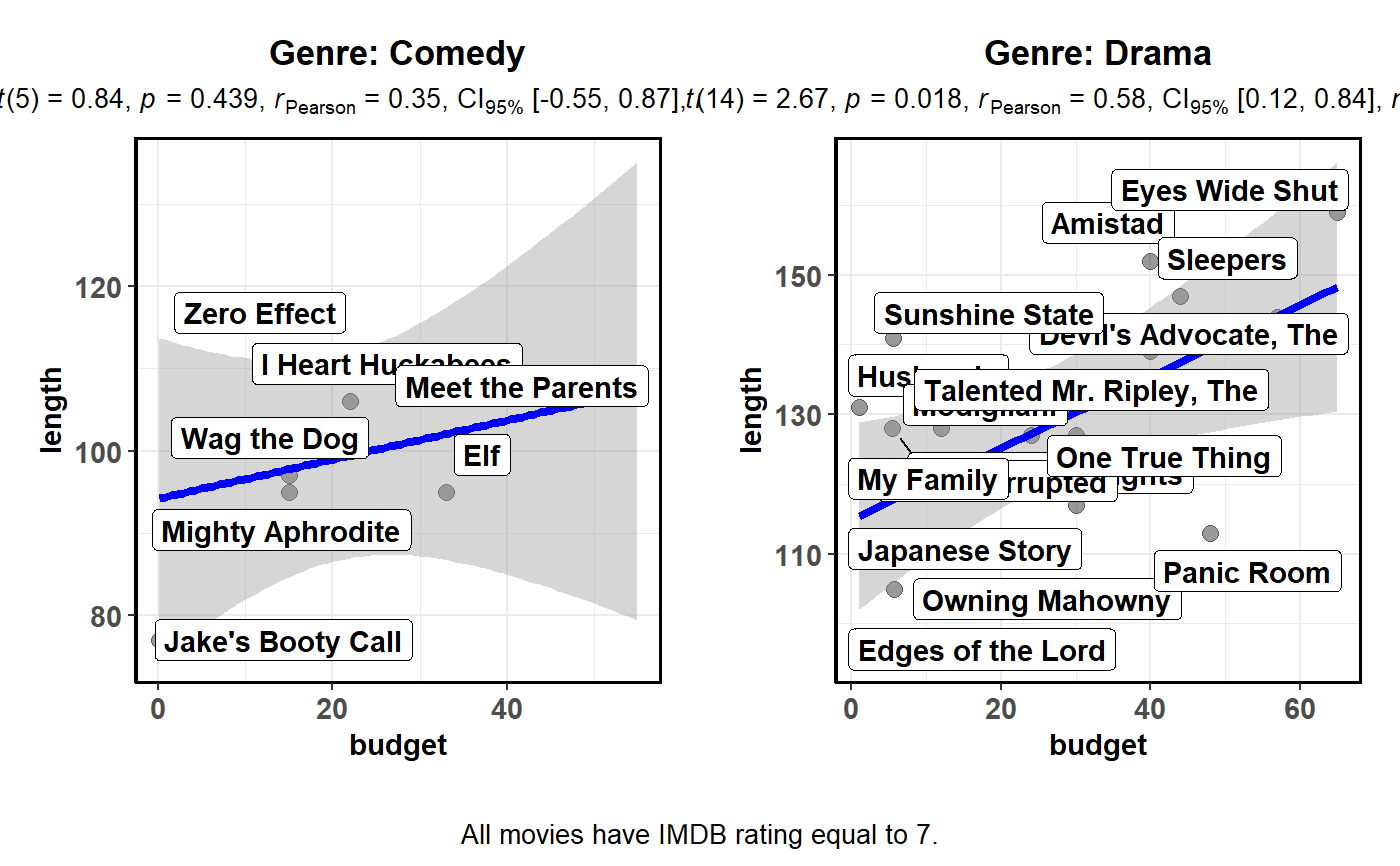 Genre: Comedy
t(5) = 0.84, p = 0.439, rPearson = 0.35, CI95% [-0.55, 0.87],
length
120
100
80
Zero Effect
I Heart Huckabees
Meet the Parents
Wag the Dog
Elf
Mighty Aphrodite
Jake's Booty Call
0
20
40
budget
Genre: Drama
t(14) = 2.67, p = 0.018, rPearson = 0.58, CI95% [0.12, 0.84],
length
150
130
110
Eyes Wide Shut
Amistad
Sleepers
Sunshine State
Devil's Advocate, The
Talented Mr. Ripley, The
One True Thing
My Family
Japanese Story
Panic Room
Owning Mahowny
Edges of the Lord
0
20
40
60
budget
All movies have IMDB rating equal to 7.